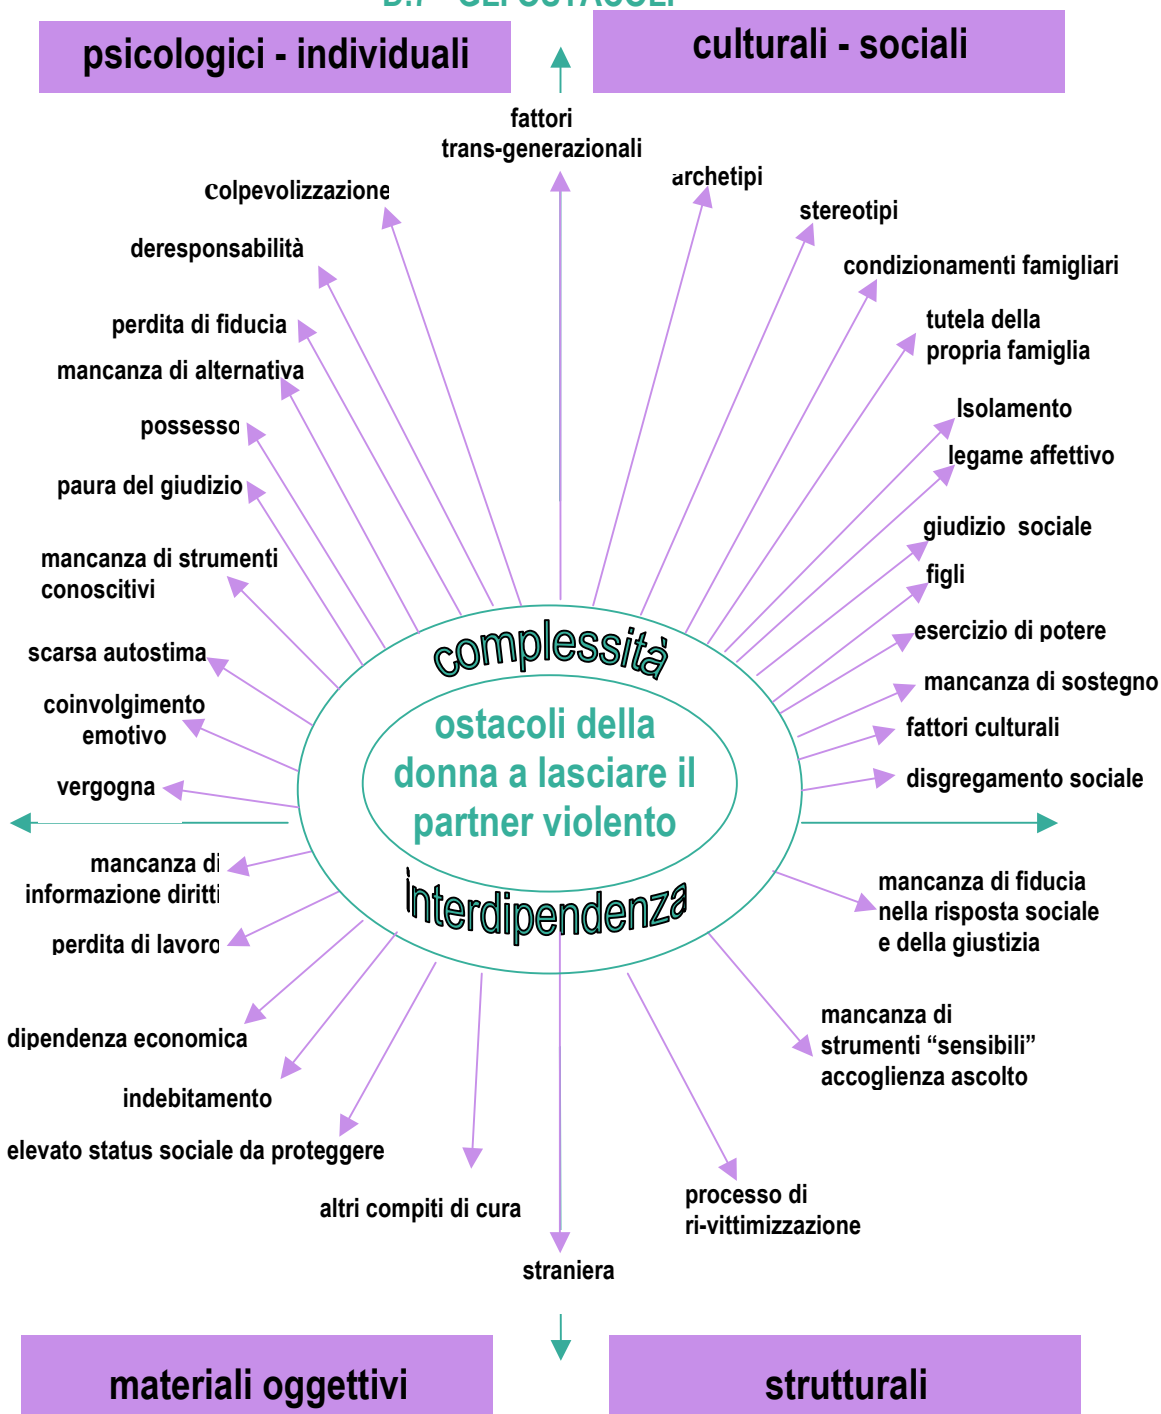 psicologici - individuali
culturali - sociali
fattori
trans-generazionali
colpevolizzazione
deresponsabilità
perdita di fiducia
mancanza di alternativa
possesso
paura del giudizio
mancanza di strumenti
conoscitivi
scarsa autostima
coinvolgimento
emotivo
vergogna
archetipi
stereotipi
condizionamenti famigliari
tutela della
propria famiglia
Isolamento
legame affettivo
giudizio sociale
figli
esercizio di potere
mancanza di sostegno
fattori culturali
disgregamento sociale
complessità
ostacoli della
donna a lasciare il
partner violento
interdipendenza
mancanza di
informazione diritti
perdita di lavoro
dipendenza economica
indebitamento
elevato status sociale da proteggere
altri compiti di cura
straniera
mancanza di fiducia
nella risposta sociale
e della giustizia
mancanza di
strumenti “sensibili”
accoglienza ascolto
processo di
ri-vittimizzazione
materiali oggettivi
strutturali